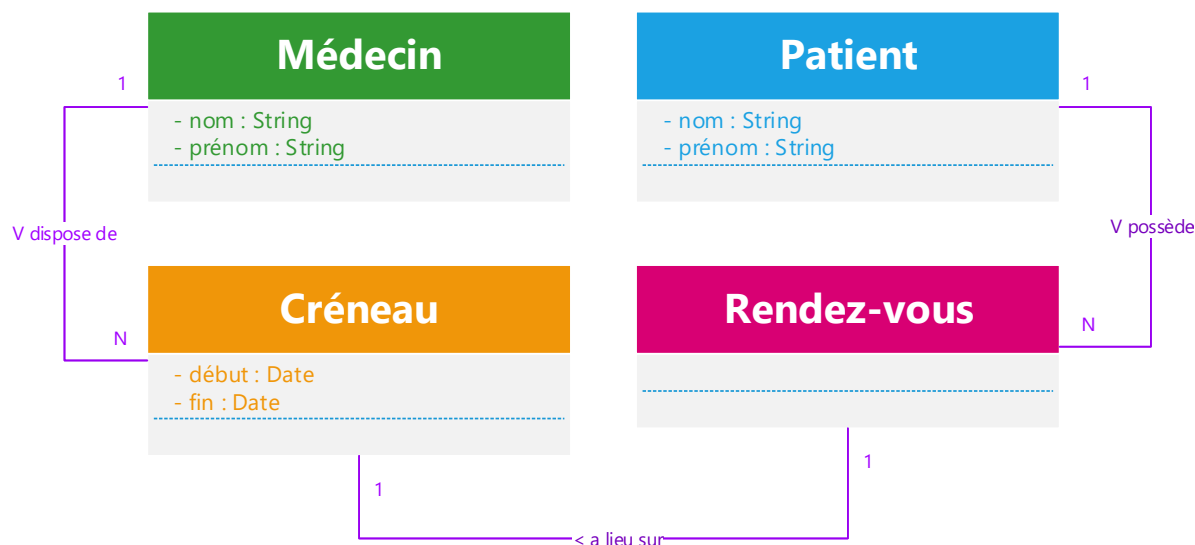 Médecin
1
- nom : String
- prénom : String
V dispose de
Patient
1
- nom : String
- prénom : String
V possède
Créneau
N
- début : Date
- fin : Date
1
Rendez-vous
N
1
< a lieu sur